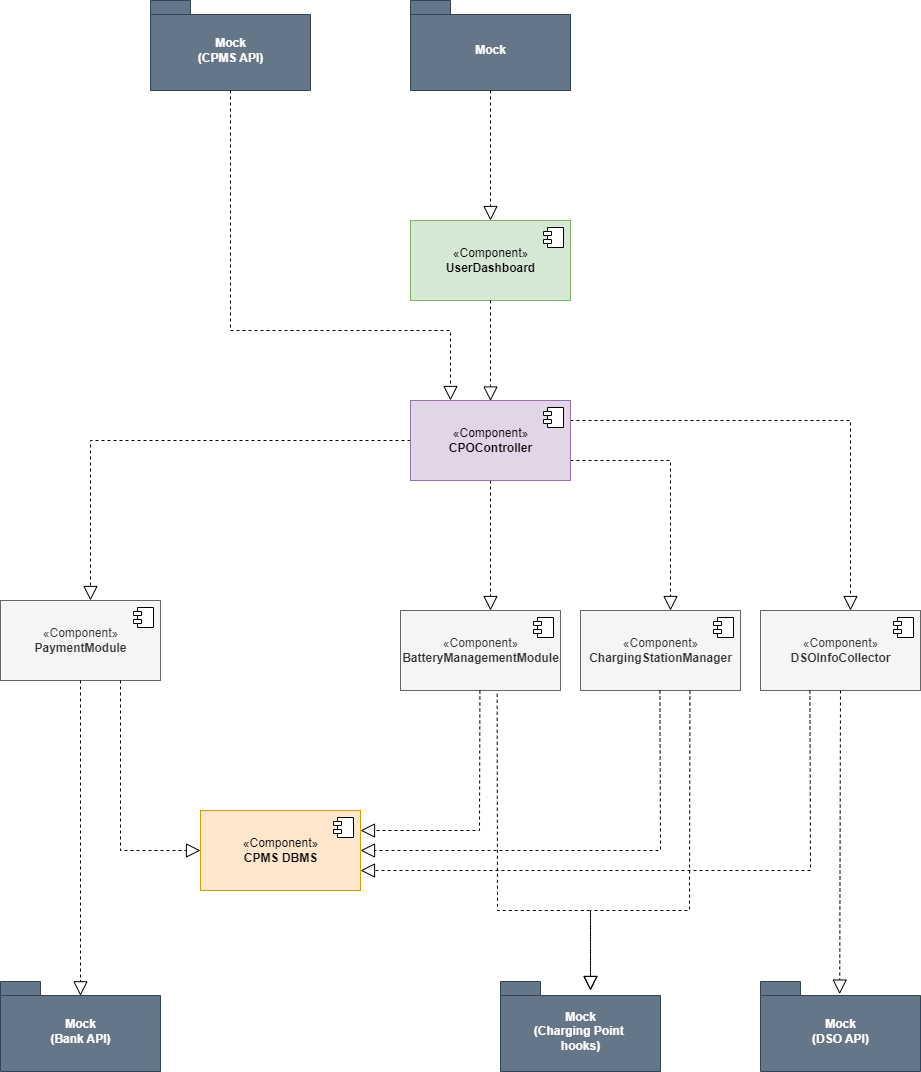 Mock
(CPMS API)
Mock
«Component»
UserDashboard
«Component»
CPOController
«Component»
PaymentModule
«Component»
BatteryManagementModule
«Component»
ChargingStationManager
«Component»
DSOInfoCollector
«Component»
CPMS DBMS
Mock
(Bank API)
Mock
(Charging Point
hooks)
Mock
(DSO API)